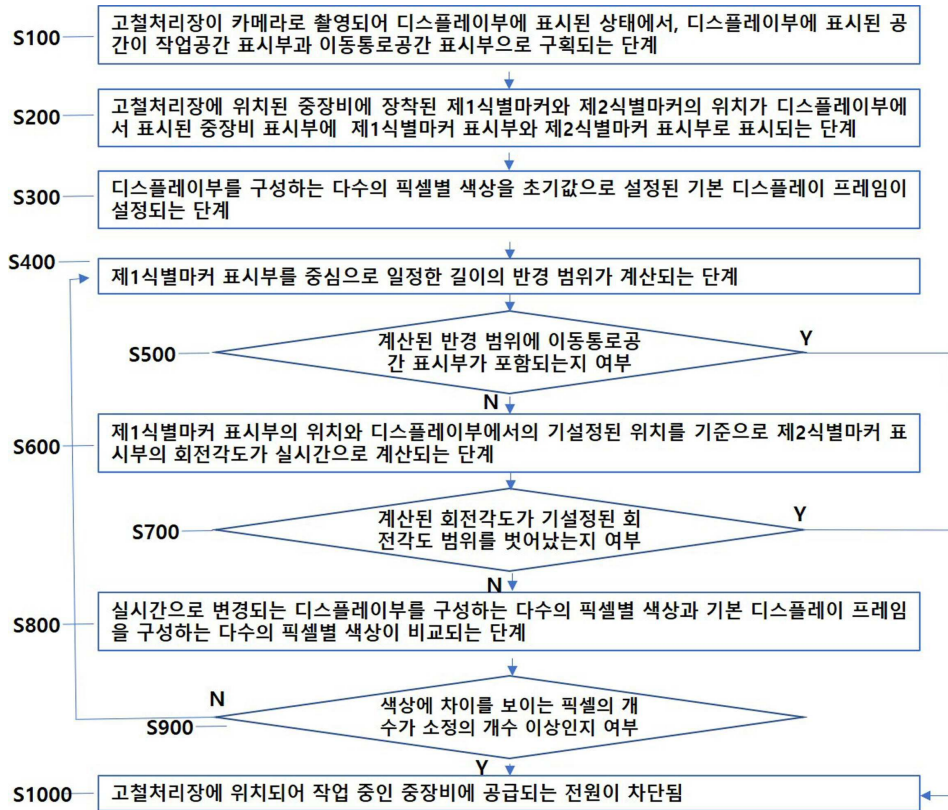 S100
고철처리장이 카메라로 촬영되어 디스플레이부에 표시된 상태에서, 디스플레이부에 표시된 공
간이 작업공간 표시부과 이동통로공간 표시부으로 구획되는 단계
S200
고철처리장에 위치된 중장비에 장착된 제1식별마커와 제2식별마커의 위치가 디스플레이부에
서 표시된 중장비 표시부에 제1식별마커 표시부와 제2식별마커 표시부로 표시되는 단계
S300
디스플레이부를 구성하는 다수의 픽셀별 색상을 초기값으로 설정된 기본 디스플레이 프레임이
설정되는 단계
S400
제1식별마커 표시부를 중심으로 일정한 길이의 반경 범위가 계산되는 단계
S500
계산된 반경 범위에 이동통로공
간 표시부가 포함되는지 여부
Y
N
S600
제1식별마커 표시부의 위치와 디스플레이부에서의 기설정된 위치를 기준으로 제2식별마커 표
시부의 회전각도가 실시간으로 계산되는 단계
S700
계산된 회전각도가 기설정된 회
전각도 범위를 벗어났는지 여부
Y
N
S800
실시간으로 변경되는 디스플레이부를 구성하는 다수의 픽셀별 색상과 기본 디스플레이 프레임
을 구성하는 다수의 픽셀별 색상이 비교되는 단계
N
S900
색상에 차이를 보이는 픽셀의 개
수가 소정의 개수 이상인지 여부
Y
S1000
고철처리장에 위치되어 작업 중인 중장비에 공급되는 전원이 차단됨